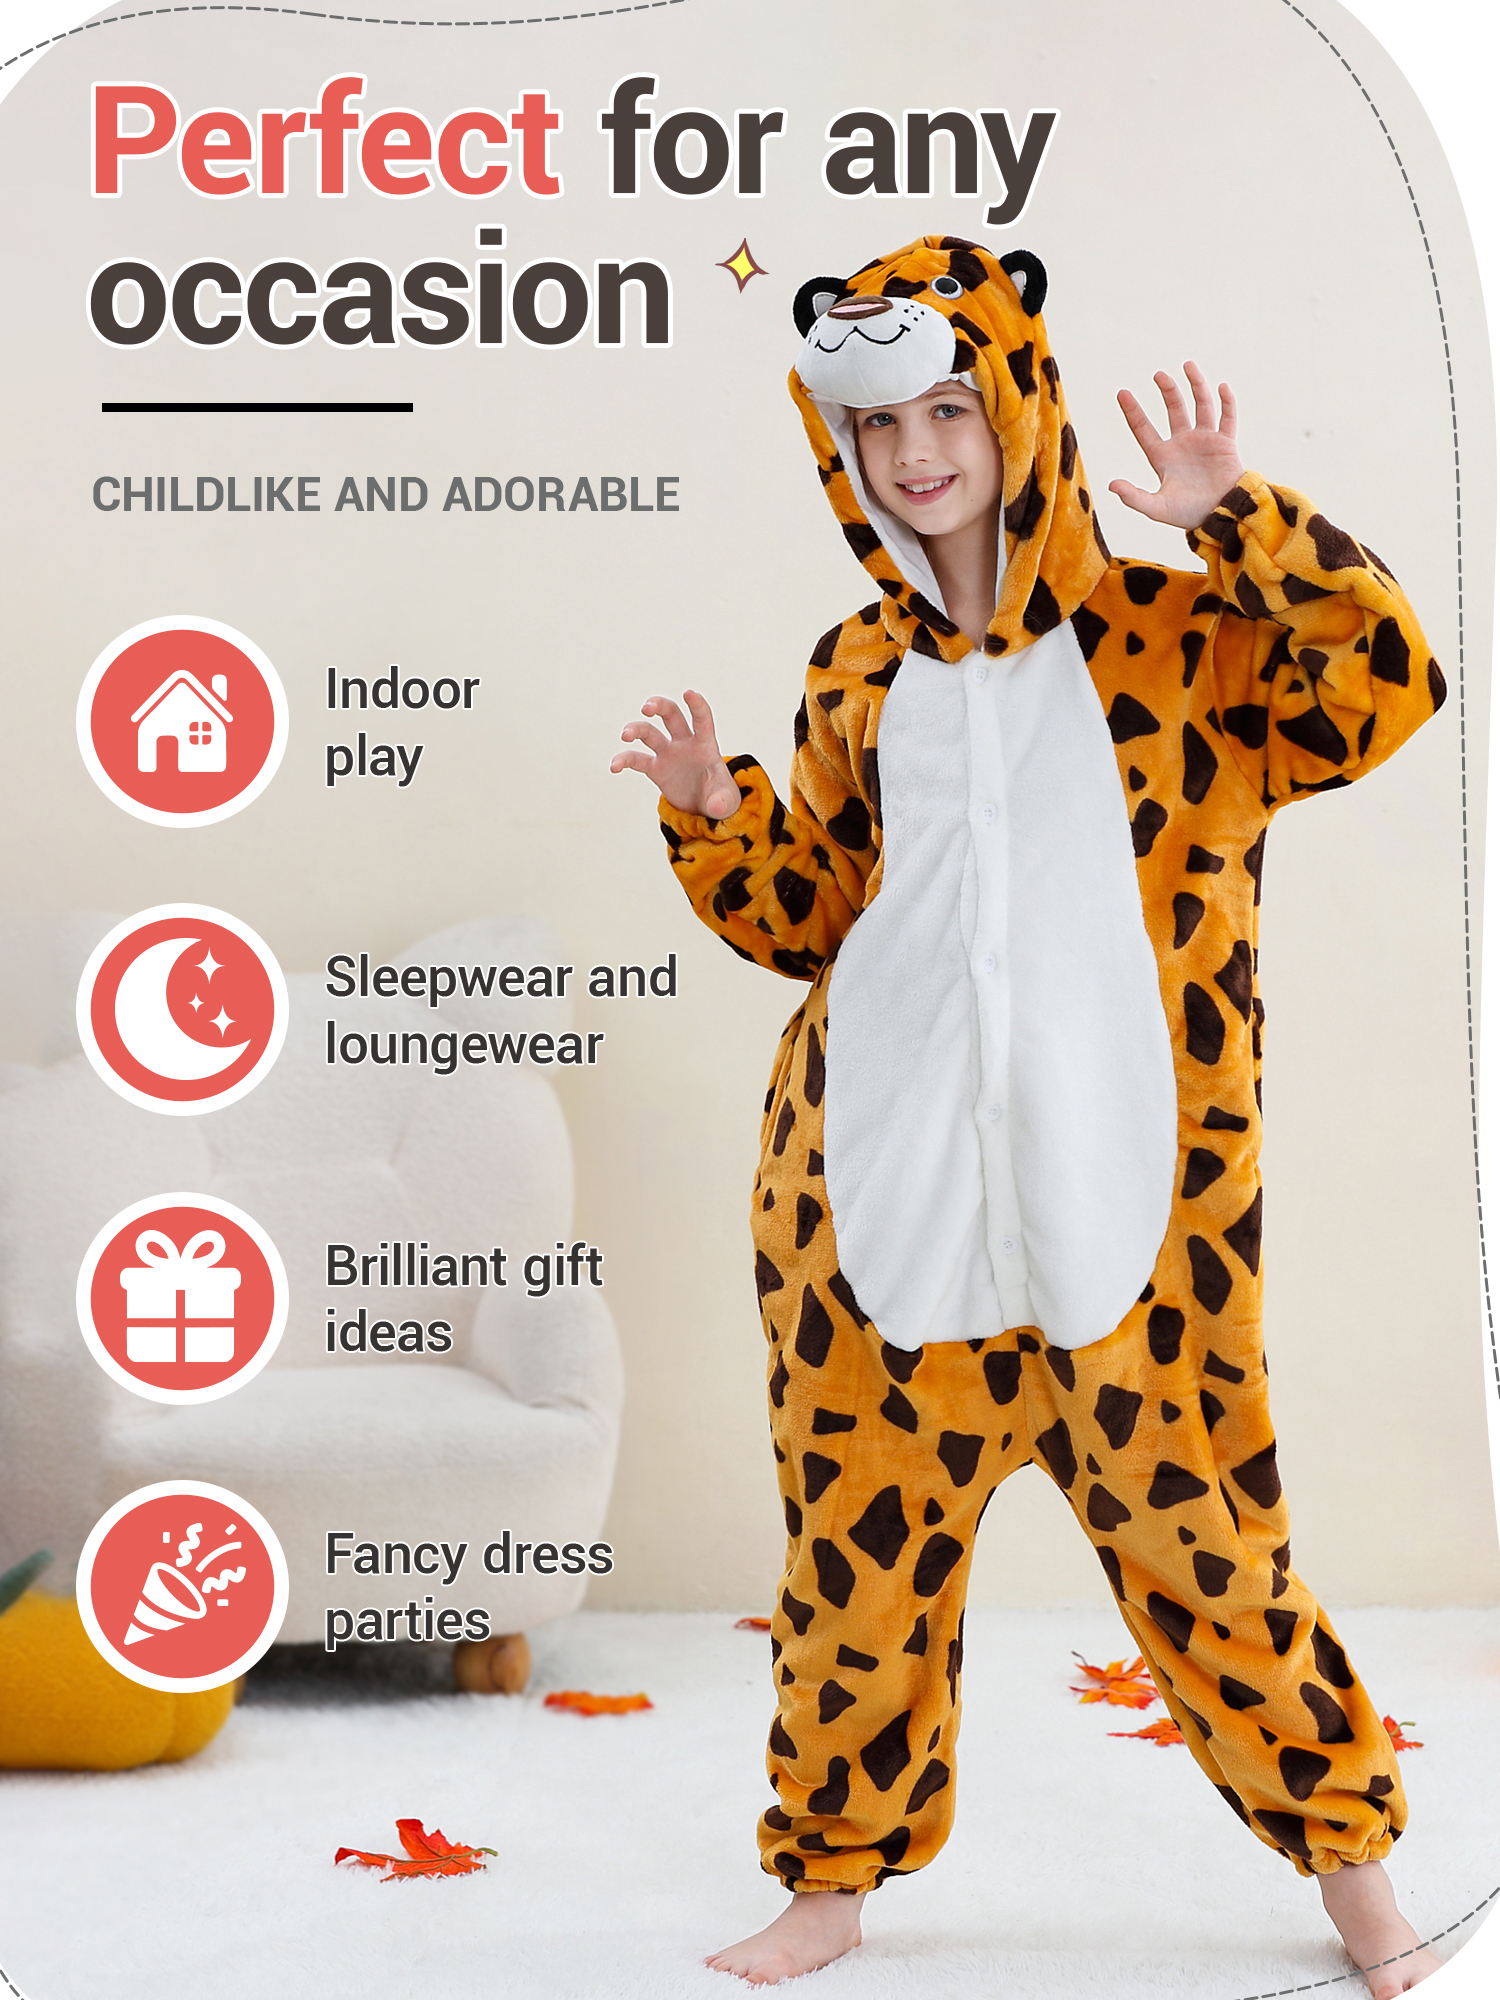 Perfect for any
occasion
CHILDLIKE AND ADORABLE
Indoor
play
Sleepwear and
loungewear
Brilliant gift
ideas
Fancy dress
parties